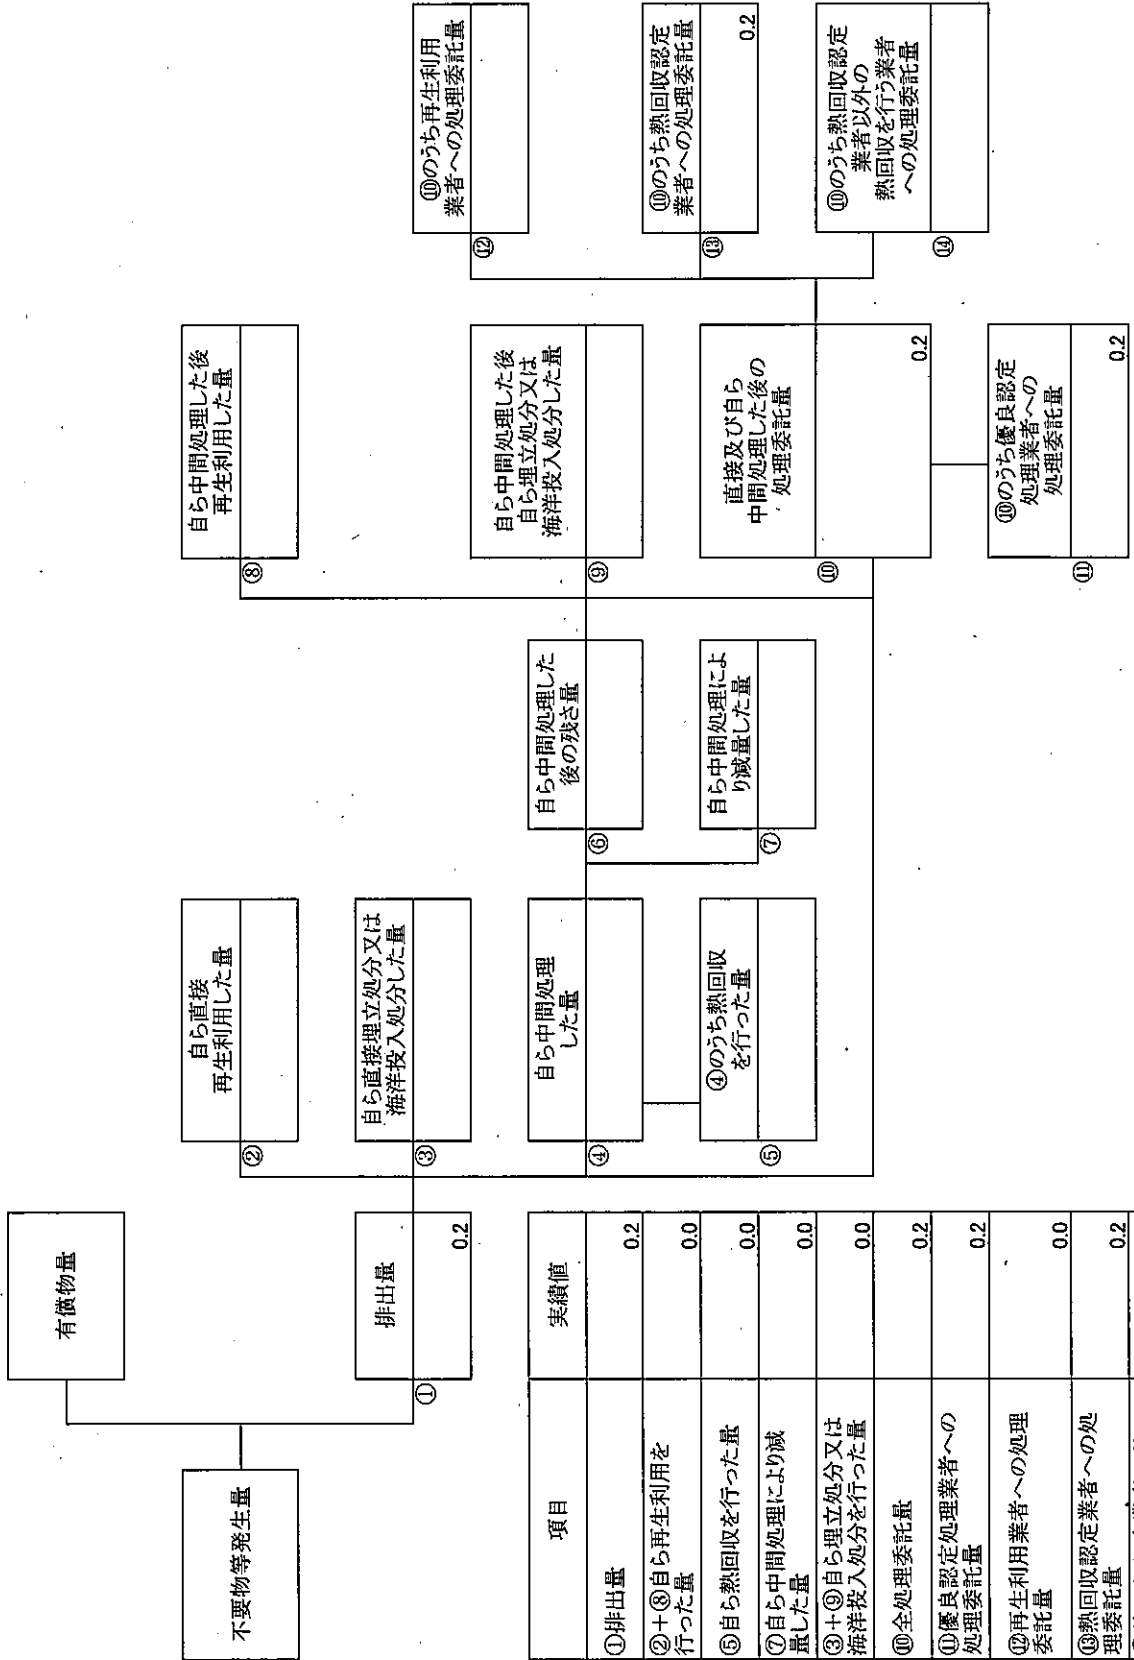 不要物等発生量
有償物量
排出量
①
0.2
自ら直接
再生利用した量
②
自ら直接埋立処分又は
海洋投入処分した量
③
自ら中間処理
した量
④
④のうち熱回収
を行った量
⑤
自ら中間処理した
後の残さ量
⑥
自ら中間処理によ
り減量した量
⑦
自ら中間処理した後
再生利用した量
⑧
自ら中間処理した後
自ら埋立処分又は
海洋投入処分した量
⑨
直接及び自ら
中間処理した後の
処理委託量
⑩
0.2
⑩のうち優良認定
処理業者への
処理委託量
⑪
0.2
⑩のうち再生利用
業者への処理委託量
⑫
⑩のうち熱回収認定
業者への処理委託量
⑬
0.2
⑩のうち熱回収認定
業者以外の
熱回収を行う業者
への処理委託量
⑭
項目 実績値
①排出量 0.2
②+⑧自ら再生利用を
行った量 0.0
⑤自ら熱回収を行った量 0.0
⑦自ら中間処理により減
量した量 0.0
③+⑨自ら埋立処分又は
海洋投入処分を行った量 0.0
⑩全処理委託量 0.2
⑪優良認定処理業者への
処理委託量 0.2
⑫再生利用業者への処理
委託量 0.0
⑬熱回収認定業者への処
理委託量 0.2